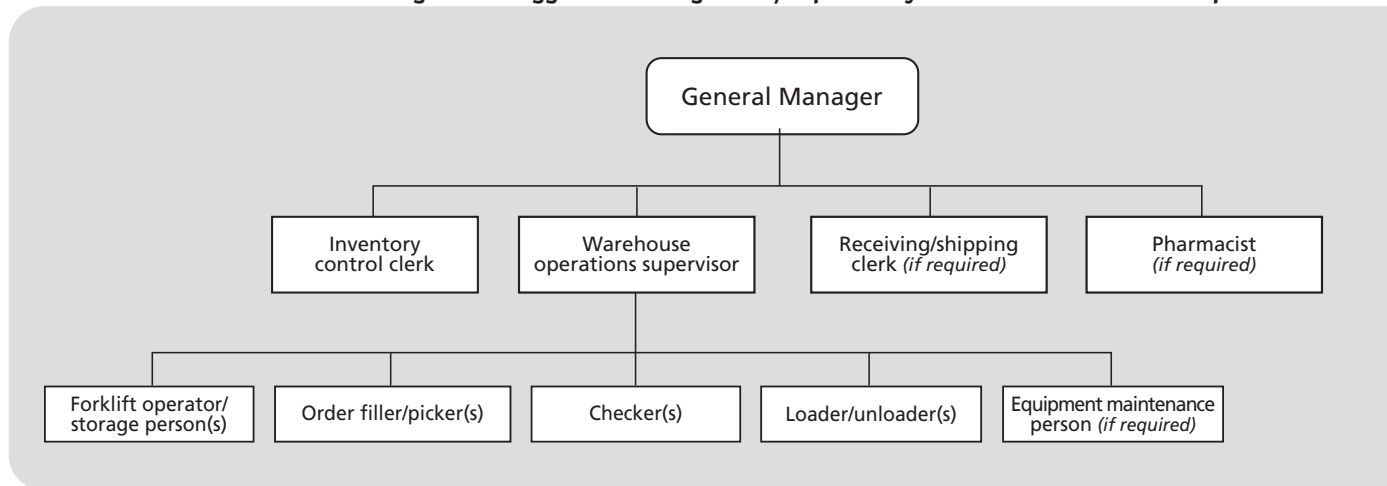 General Manager
Inventory
control clerk
Warehouse
operations supervisor
Receiving/shipping
clerk (if required)
Pharmacist
(if required)
Forklift operator/
storage person(s)
Order filler/picker(s)
Checker(s)
Loader/unloader(s)
Equipment maintenance
person (if required)